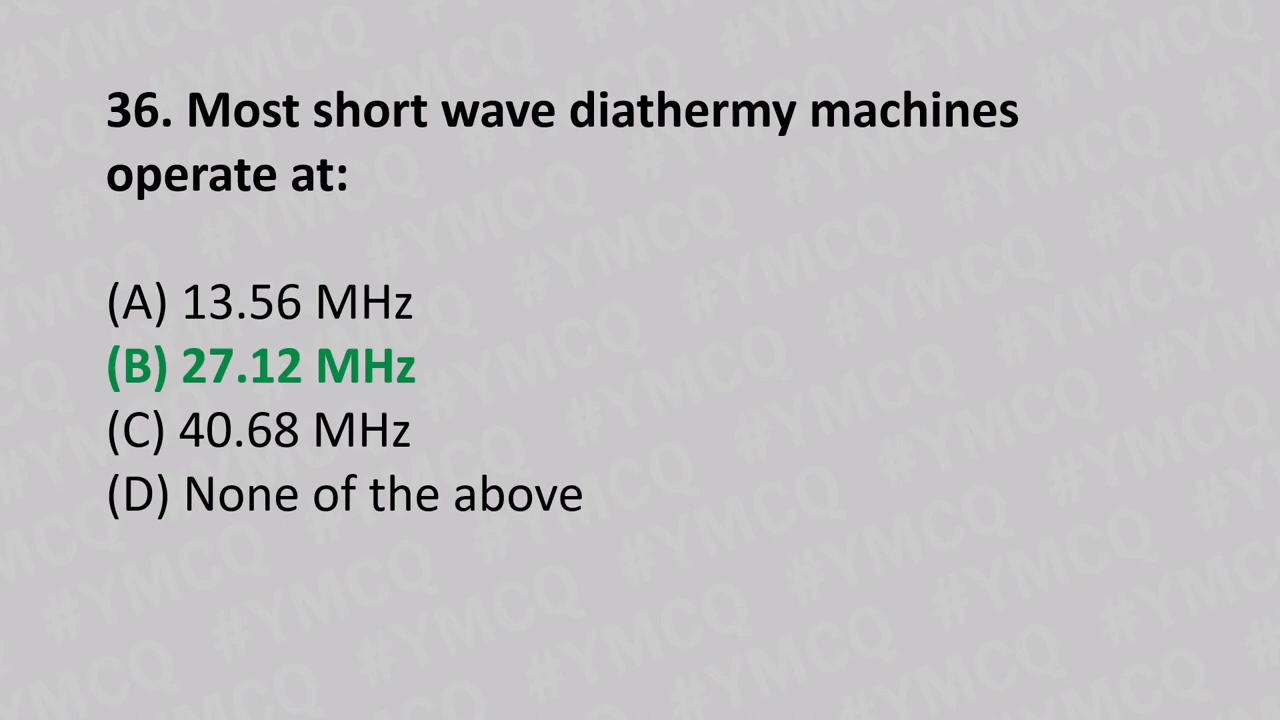 36. Most short wave diathermy machines
operate at:
(A) 13.56 MHz
(B) 27.12 MHz
(C) 40.68 MHz
(D) None of the above
#YMCQ